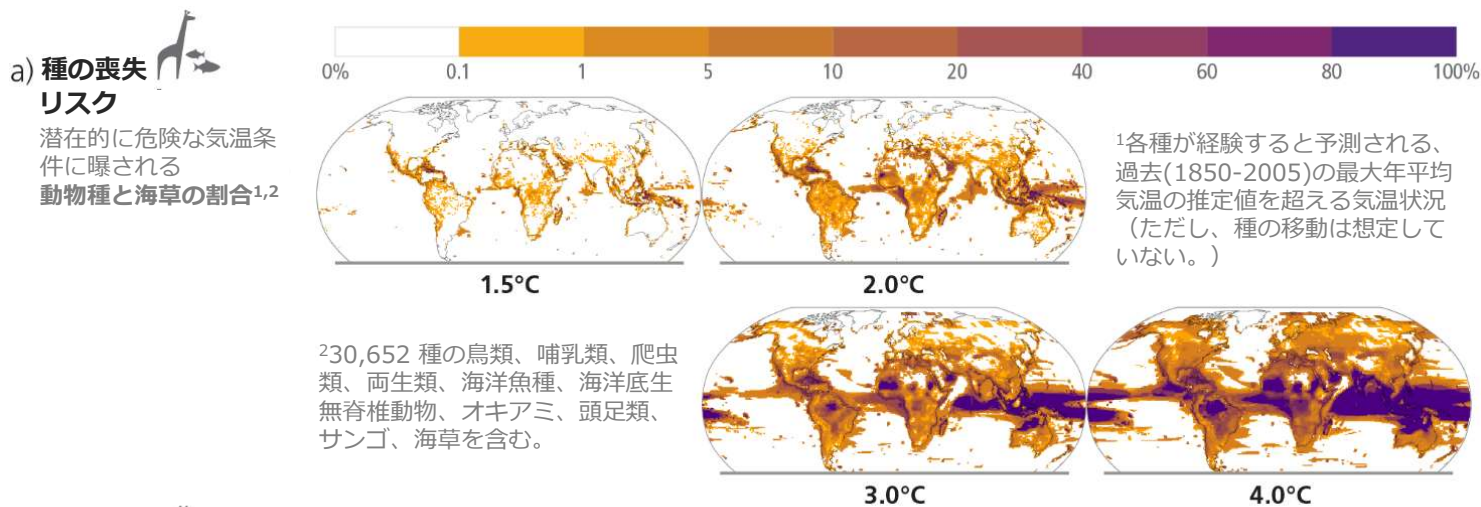 a) 種の喪失
リスク
潜在的に危険な気温条
件に曝される
動物種と海草の割合1,2
0% 0.1 1 5 10 20 40 60 80 100%
1.5°C
2.0°C
1各種が経験すると予測される、
過去(1850-2005)の最大年平均
気温の推定値を超える気温状況
（ただし、種の移動は想定して
いない。）
230,652 種の鳥類、哺乳類、爬虫
類、両生類、海洋魚種、海洋底生
無脊椎動物、オキアミ、頭足類、
サンゴ、海草を含む。
3.0°C
4.0°C